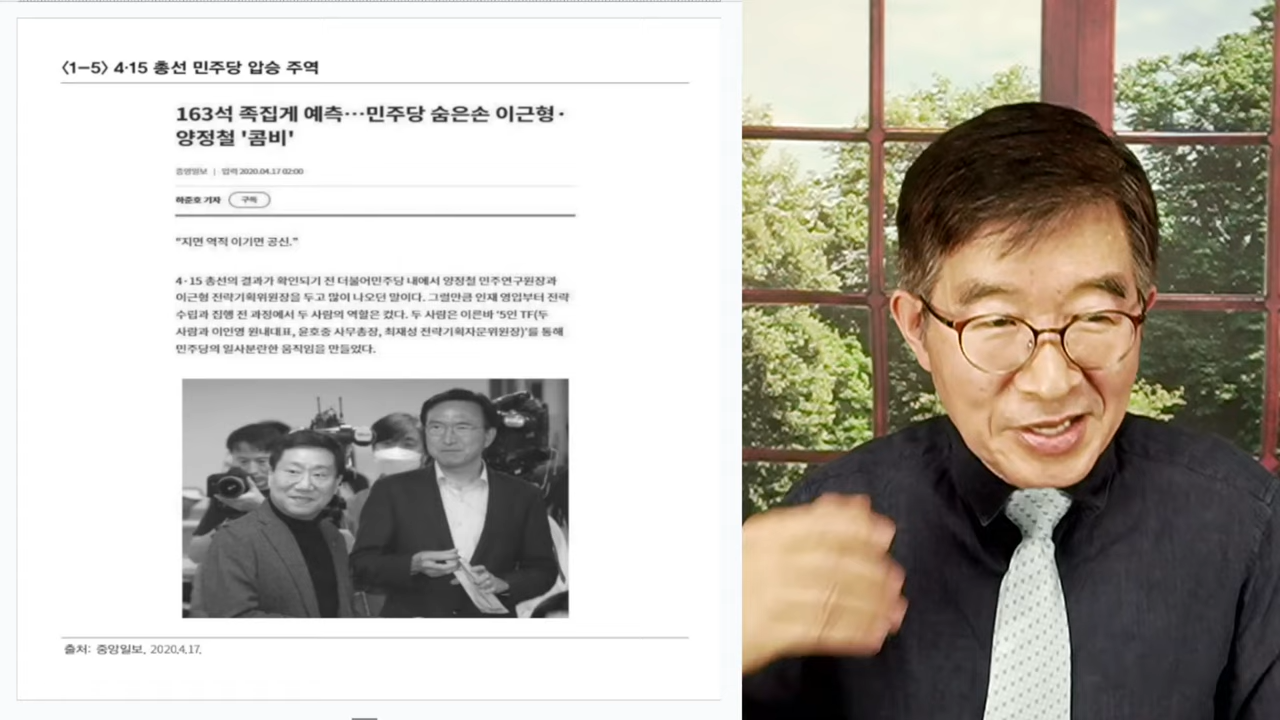 〈1-5〉 4·15 총선 민주당 압승 주역
163석 족집게 예측…민주당 숨은손 이근형·
양정철 '콤비'
중앙일보 | 입력 2020.04.17 02:00
하준호 기자 구독
"지면 역적 이기면 공신."
4·15 총선의 결과가 확인되기 전 더불어민주당 내에서 양정철 민주연구원장과
이근형 전략기획위원장을 두고 많이 나오던 말이다. 그럴만큼 인재 영입부터 전략
수립과 집행 전 과정에서 두 사람의 역할은 컸다. 두 사람은 이른바 '5인 TF(두
사람과 이인영 원내대표, 윤호중 사무총장, 최재성 전략기획자문위원장)'를 통해
민주당의 일사분란한 움직임을 만들었다.
출처: 중앙일보, 2020.4.17.